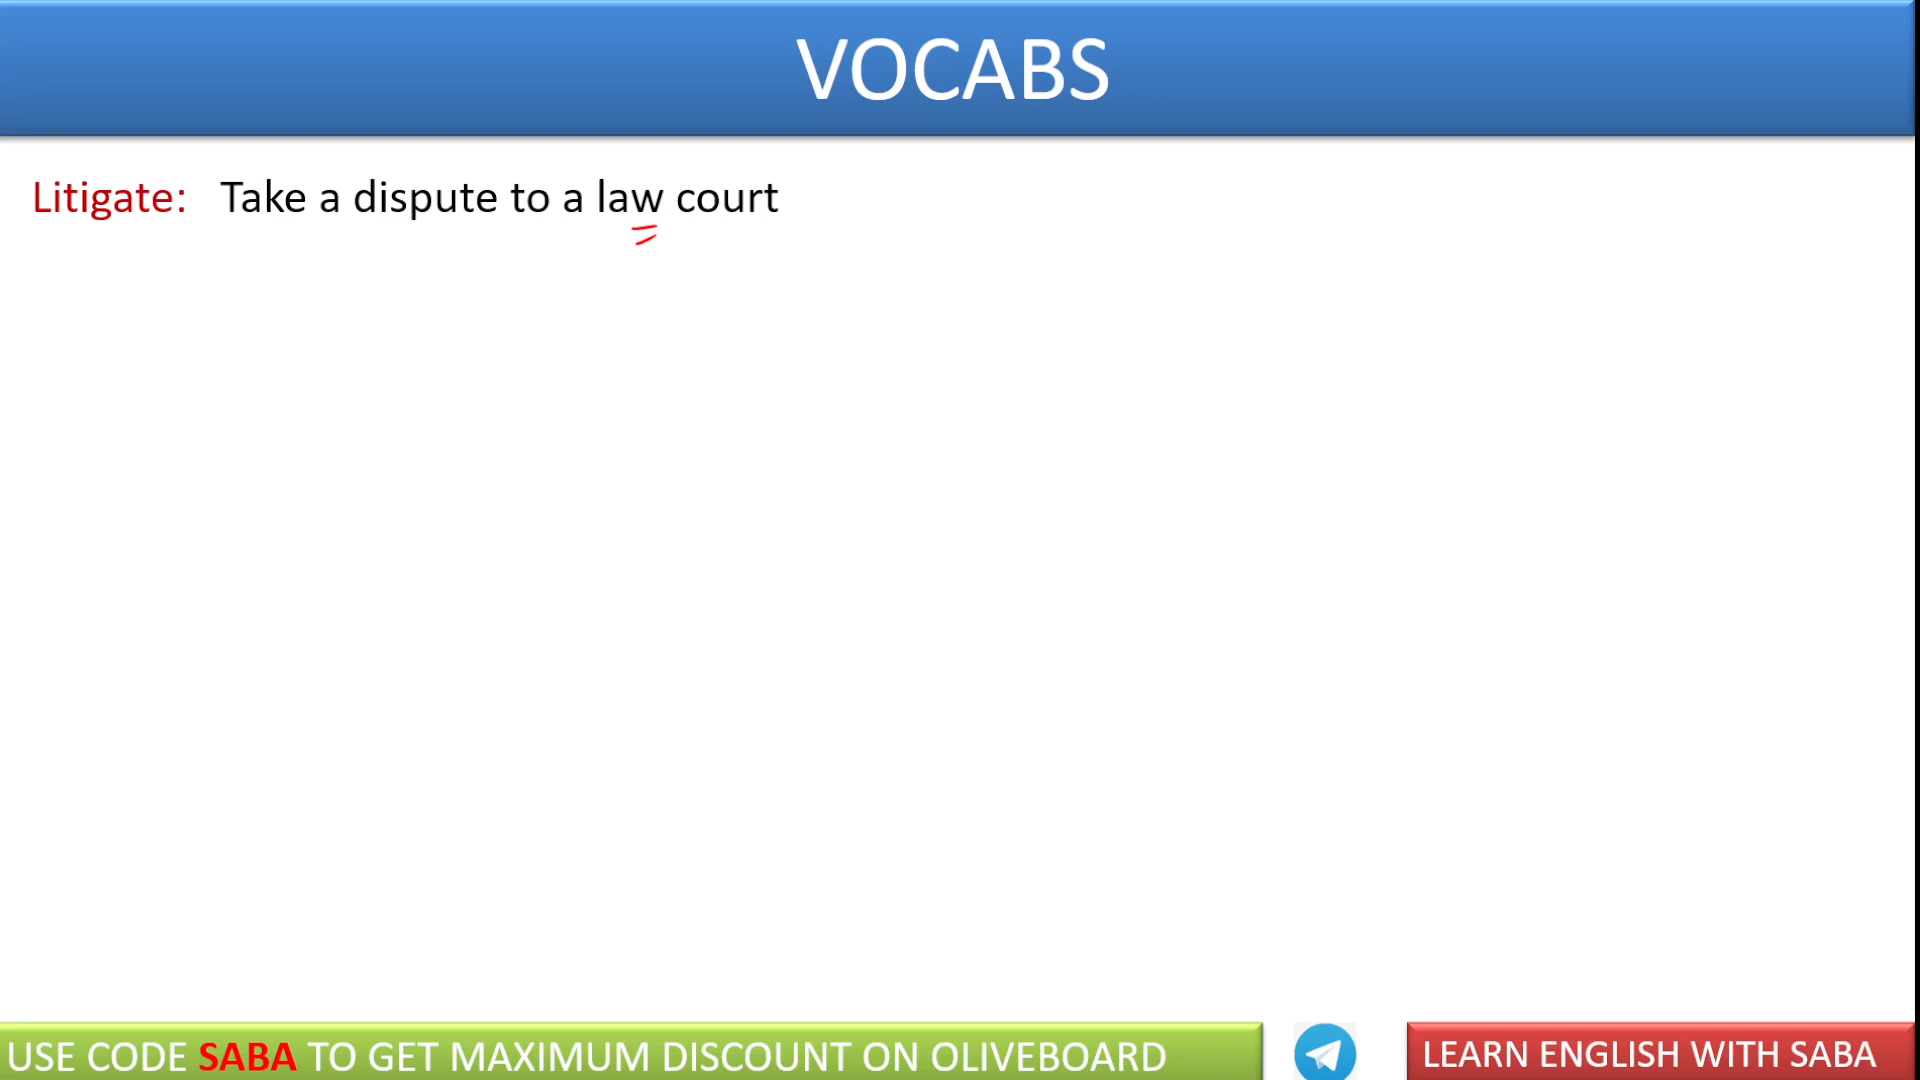 VOCABS
Litigate: Take a dispute to a law court
USE CODE SABA TO GET MAXIMUM DISCOUNT ON OLIVEBOARD
LEARN ENGLISH WITH SABA